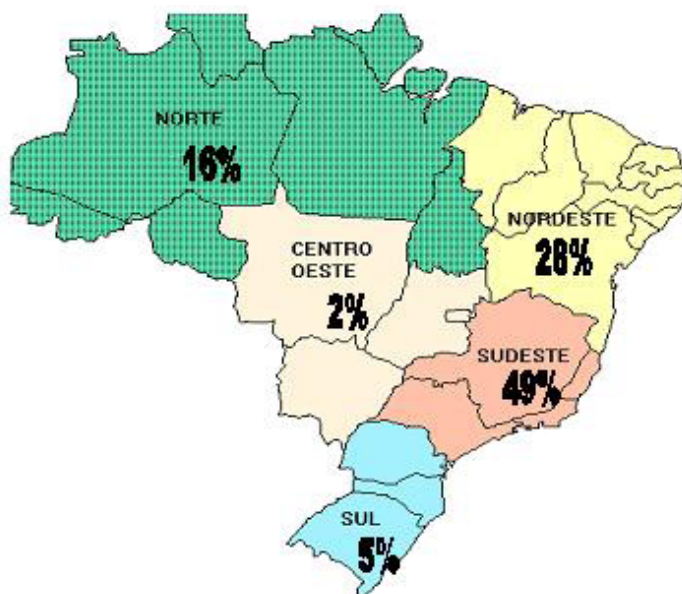 NORTE
16%
NORDESTE
28%
CENTRO
OESTE
2%
SUDESTE
49%
SUL
5%